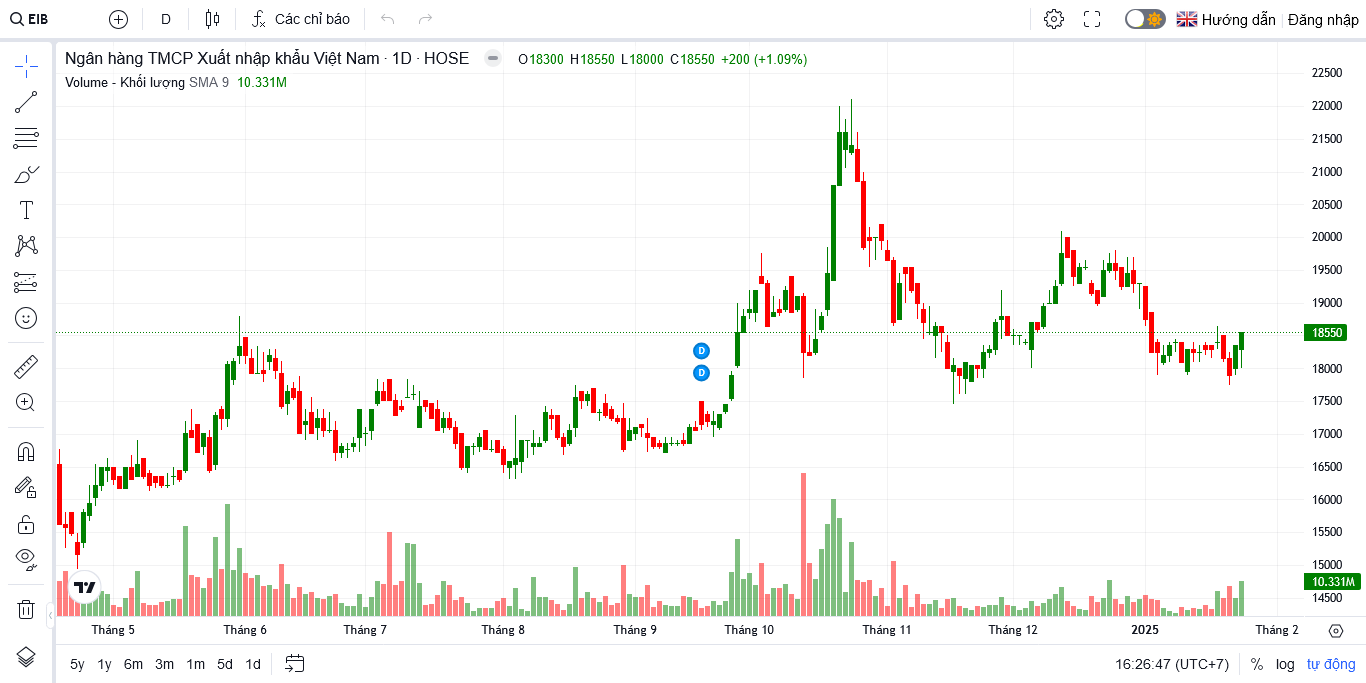 EIB D Các chỉ báo Hướng dẫn Đăng nhập
Ngân hàng TMCP Xuất nhập khẩu Việt Nam · 1D · HOSE O18300 H18550 L18000 C18550 +200 (+1.09%)
Volume - Khối lượng SMA 9 10.331M
22500
22000
21500
21000
20500
20000
19500
19000
18550
18000
17500
17000
16500
16000
15500
15000
10.331M
14500
D
D
Tháng 5 Tháng 6 Tháng 7 Tháng 8 Tháng 9 Tháng 10 Tháng 11 Tháng 12 2025 Tháng 2
5y 1y 6m 3m 1m 5d 1d 16:26:47 (UTC+7) % log tự động